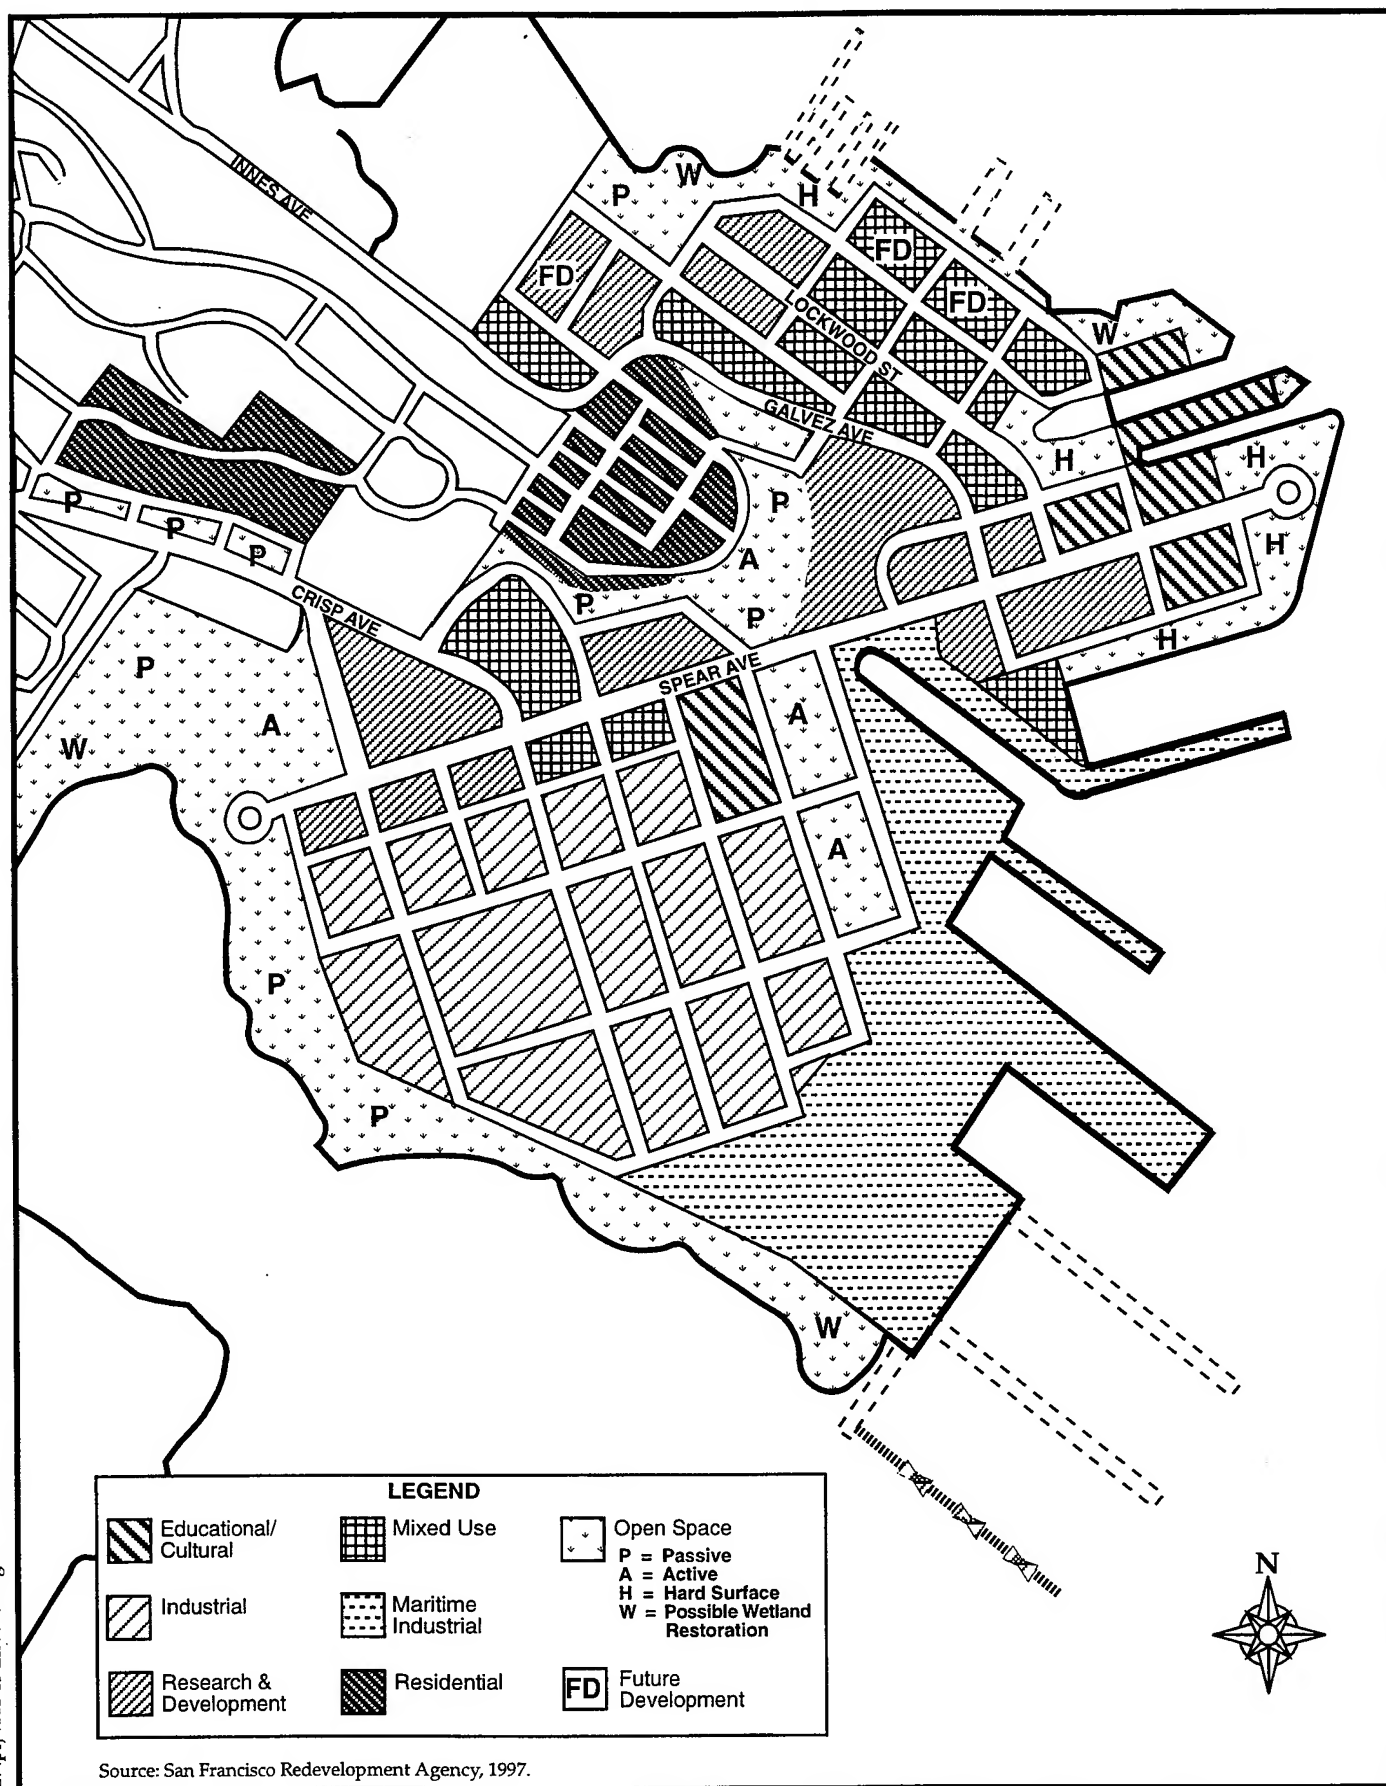 INNES AVE
P
W
H
FD
FD
FD
LOCKWOOD ST
W
GALVEZ AVE
H
H
P
P
P
P
A
H
P
P
CRISP AVE
H
P
SPEAR AVE
A
A
W
A
P
P
W
LEGEND
Educational/
Cultural
Industrial
Research &
Development
Mixed Use
Maritime
Industrial
Residential
Open Space
P = Passive
A = Active
H = Hard Surface
W = Possible Wetland
Restoration
FD
Future
Development
N
Source: San Francisco Redevelopment Agency, 1997.